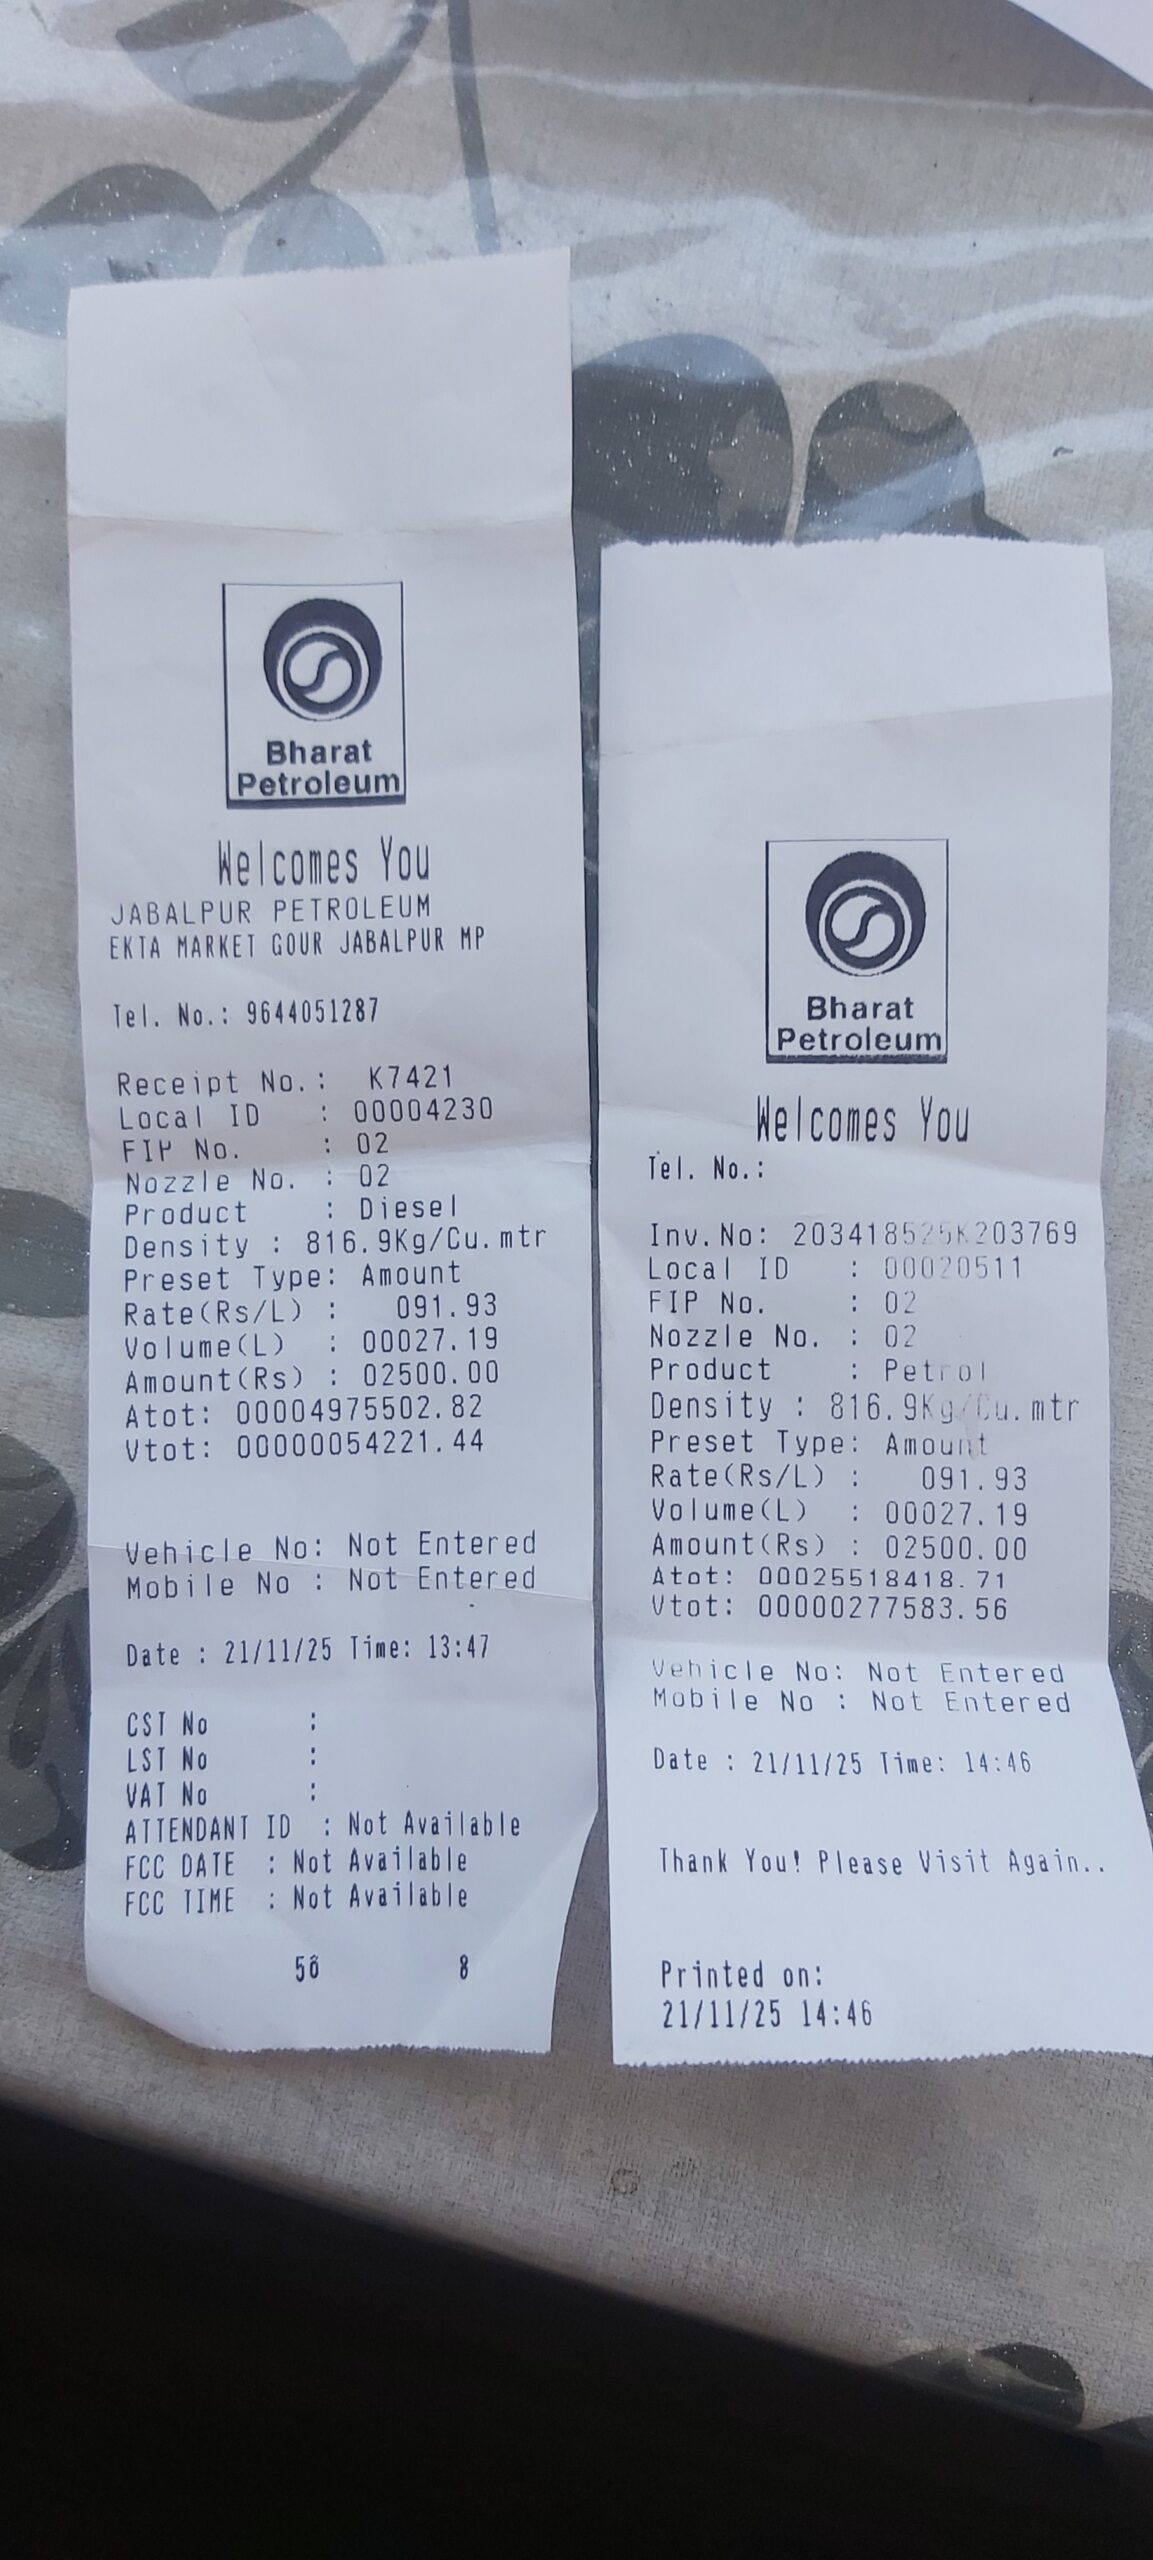 Bharat
Petroleum
Welcomes You
JABALPUR PETROLEUM
EKTA MARKET GOUR JABALPUR MP
Tel. No.: 9644051287
Receipt No.: K7421
Local ID : 00004230
FIP No. : 02
Nozzle No. : 02
Product : Diesel
Density : 816.9Kg/Cu.mtr
Preset Type: Amount
Rate(Rs/L) : 091.93
Volume(L) : 00027.19
Amount(Rs) : 02500.00
Atot: 00004975502.82
Vtot: 00000054221.44
Vehicle No: Not Entered
Mobile No : Not Entered
Date : 21/11/25 Time: 13:47
CST No :
LST No :
VAT No :
ATTENDANT ID : Not Available
FCC DATE : Not Available
FCC TIME : Not Available
8
Bharat
Petroleum
Welcomes You
Tel. No.:
Inv.No: 203418525K203769
Local ID : 00020511
FIP No. : 02
Nozzle No. : 02
Product : Petrol
Density : 816.9Kg/Cu.mtr
Preset Type: Amount
Rate(Rs/L) : 091.93
Volume(L) : 00027.19
Amount(Rs) : 02500.00
Atot: 00025518418.71
Vtot: 00000277583.56
Vehicle No: Not Entered
Mobile No : Not Entered
Date : 21/11/25 Time: 14:46
Thank You! Please Visit Again..
Printed on:
21/11/25 14:46